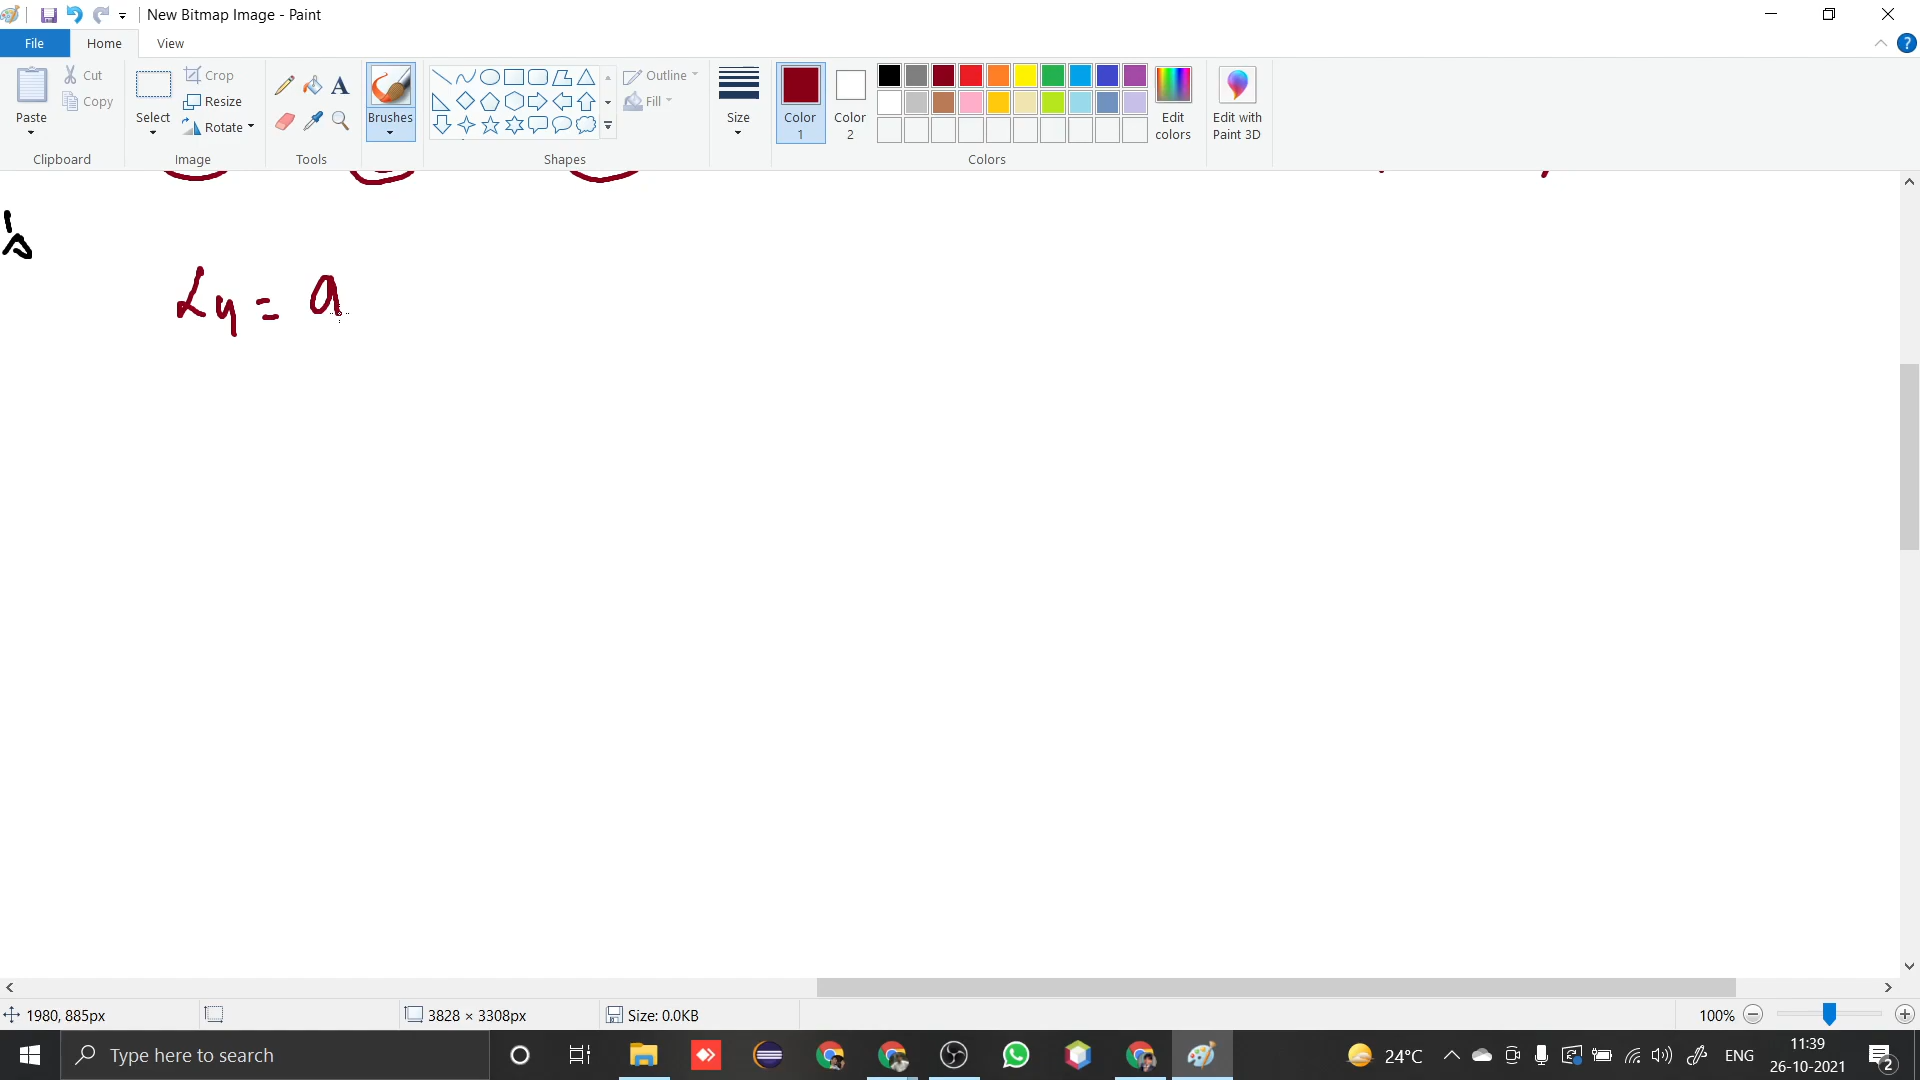 New Bitmap Image - Paint
File Home View
Cut
Copy
Paste
Clipboard
Select
Crop
Resize
Rotate
Image
Tools
Brushes
Outline
Fill
Shapes
Size
Color 1
Color 2
Edit colors
Colors
Edit with Paint 3D
Ly = a
1980, 885px
3828 × 3308px
Size: 0.0KB
100%
Type here to search
24°C
ENG
11:39
26-10-2021
2